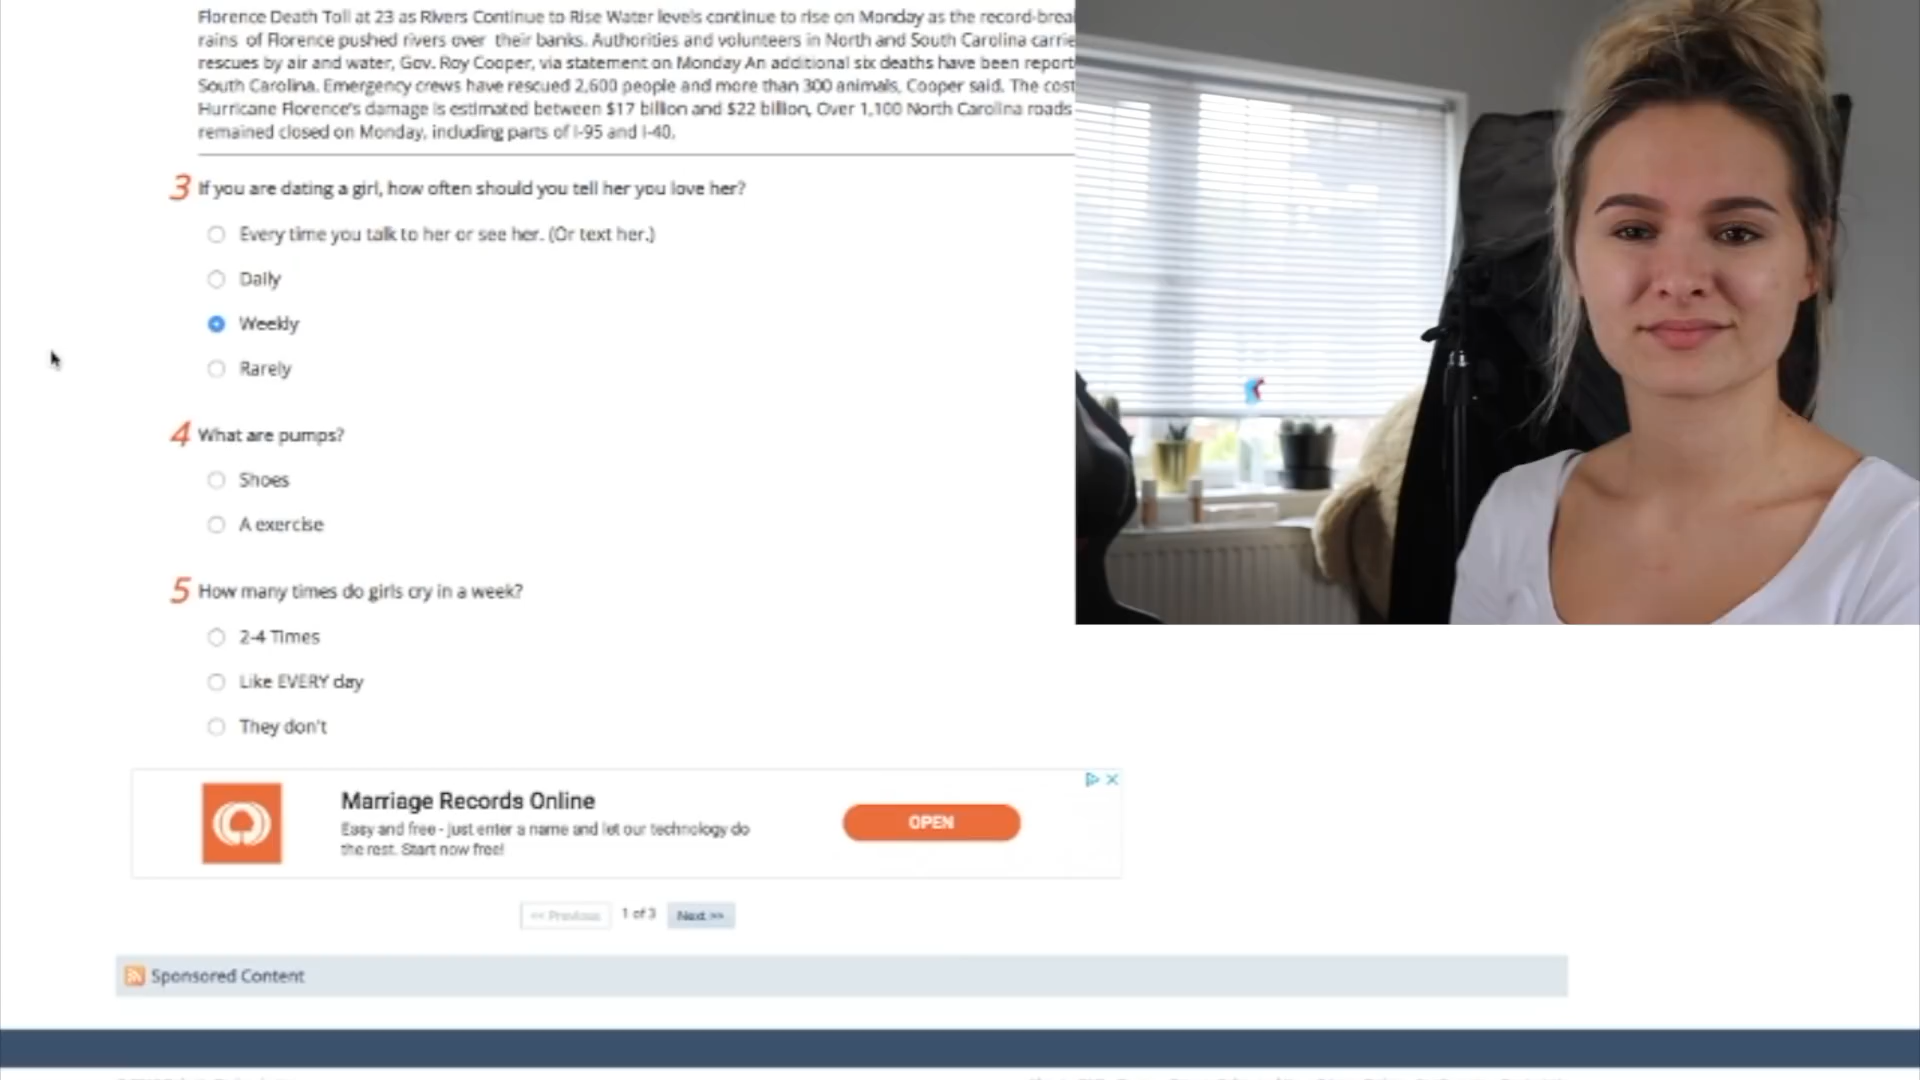 Florence Death Toll at 23 as Rivers Continue to Rise Water levels continue to rise on Monday as the record-brea
rains of Florence pushed rivers over their banks. Authorities and volunteers in North and South Carolina carrie
rescues by air and water, Gov. Roy Cooper, via statement on Monday An additional six deaths have been report
South Carolina. Emergency crews have rescued 2,600 people and more than 300 animals, Cooper said. The cost
Hurricane Florence's damage is estimated between $17 billion and $22 billion, Over 1,100 North Carolina roads
remained closed on Monday, including parts of I-95 and I-40.
3 If you are dating a girl, how often should you tell her you love her?
Every time you talk to her or see her. (Or text her.)
Daily
Weekly
Rarely
4 What are pumps?
Shoes
A exercise
5 How many times do girls cry in a week?
2-4 Times
Like EVERY day
They don't
Marriage Records Online
Easy and free - just enter a name and let our technology do
the rest. Start now free!
OPEN
<< Previous 1 of 3 Next >>
Sponsored Content